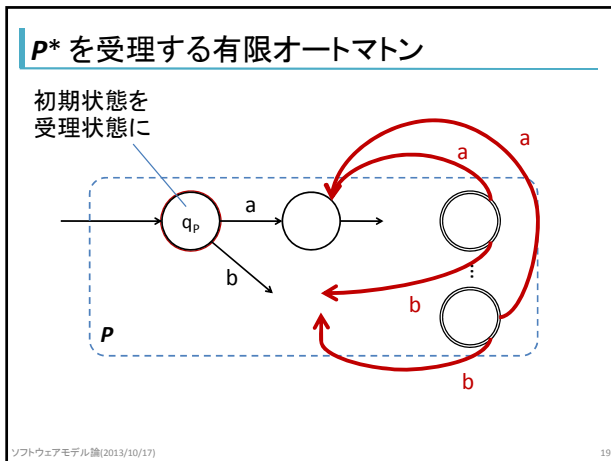 P* を受理する有限オートマトン
初期状態を
受理状態に
a
a
a
qP
b
⋮
b
b
P
ソフトウェアモデル論(2013/10/17)
19